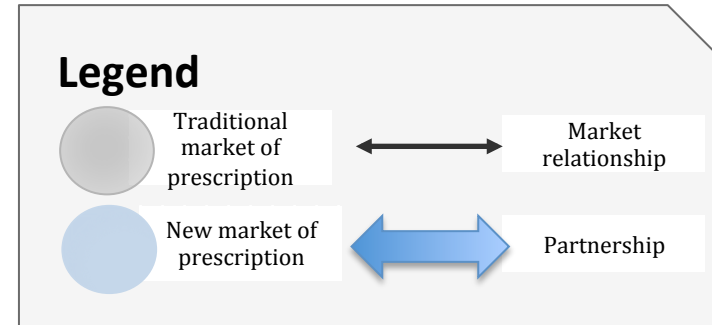 Legend
Traditional
market of
prescription
Market
relationship
New market of
prescription
Partnership